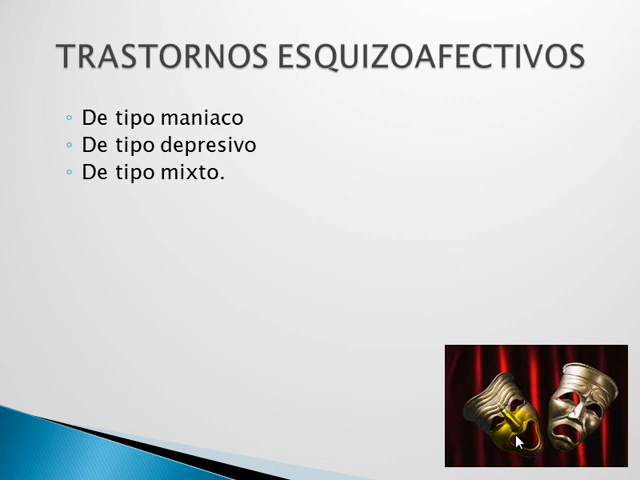 TRASTORNOS ESQUIZOAFECTIVOS
De tipo maniaco
De tipo depresivo
De tipo mixto.